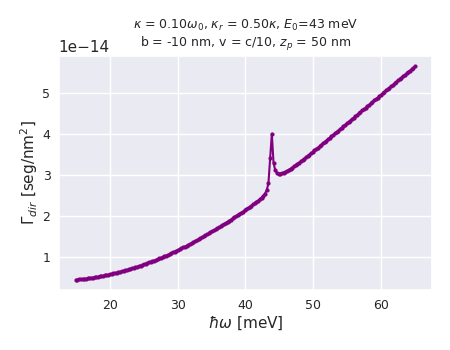 κ = 0.10ω₀, κᵣ = 0.50κ, E₀=43 meV
b = -10 nm, v = c/10, zₚ = 50 nm
1e−14
5
4
3
2
1
Γ_dir [seg/nm²]
20 30 40 50 60
ℏω [meV]